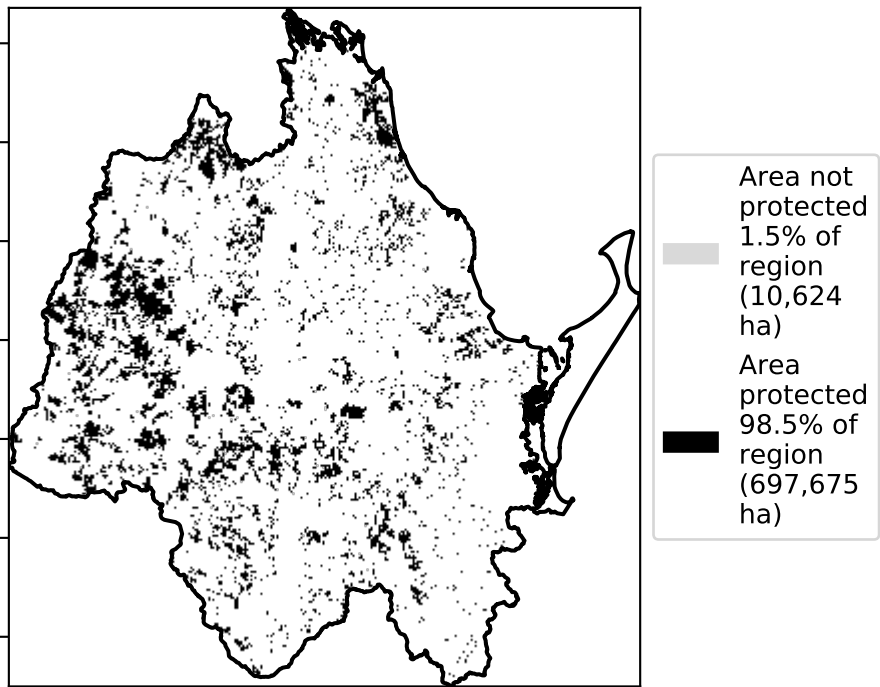 Area not
protected
1.5% of
region
(10,624
ha)
Area
protected
98.5% of
region
(697,675
ha)